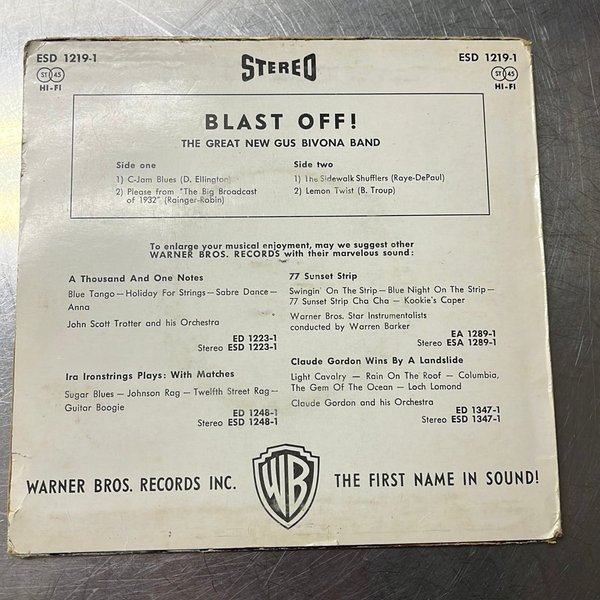 ESD 1219-1
STEREO
ESD 1219-1
ST 45
HI-FI
ST 45
HI-FI
BLAST OFF!
THE GREAT NEW GUS BIVONA BAND
Side one
1) C-Jam Blues (D. Ellington)
2) Please from "The Big Broadcast
of 1932" (Rainger-Robin)
Side two
1) The Sidewalk Shufflers (Raye-DePaul)
2) Lemon Twist (B. Troup)
To enlarge your musical enjoyment, may we suggest other
WARNER BROS. RECORDS with their marvelous sound:
A Thousand And One Notes
Blue Tango — Holiday For Strings — Sabre Dance —
Anna
John Scott Trotter and his Orchestra
ED 1223-1
Stereo ESD 1223-1
77 Sunset Strip
Swingin' On The Strip — Blue Night On The Strip —
77 Sunset Strip Cha Cha — Kookie's Caper
Warner Bros. Star Instrumentalists
conducted by Warren Barker
EA 1289-1
Stereo ESA 1289-1
Ira Ironstrings Plays: With Matches
Sugar Blues — Johnson Rag — Twelfth Street Rag —
Guitar Boogie
ED 1248-1
Stereo ESD 1248-1
Claude Gordon Wins By A Landslide
Light Cavalry — Rain On The Roof — Columbia,
The Gem Of The Ocean — Loch Lomond
Claude Gordon and his Orchestra
ED 1347-1
Stereo ESD 1347-1
WARNER BROS. RECORDS INC.
WB
THE FIRST NAME IN SOUND!